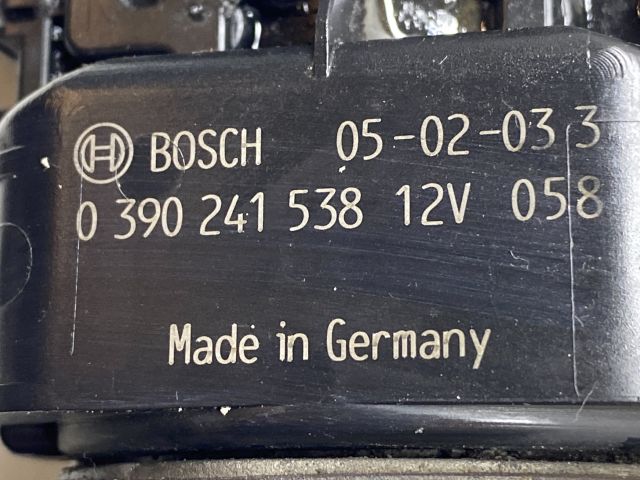 BOSCH 05-02-03 3
0 390 241 538 12V 058
Made in Germany